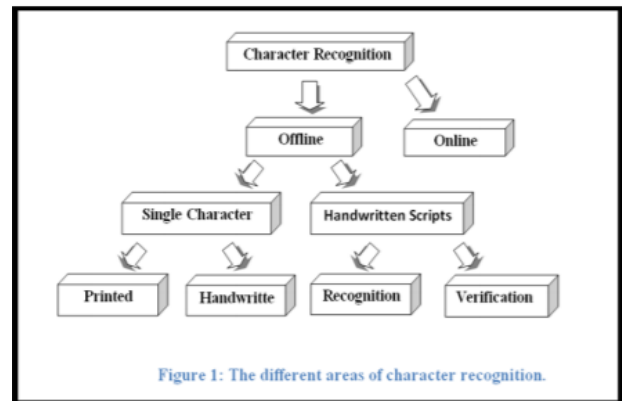 Character Recognition
Offline
Online
Single Character
Handwritten Scripts
Printed
Handwritte
Recognition
Verification
Figure 1: The different areas of character recognition.